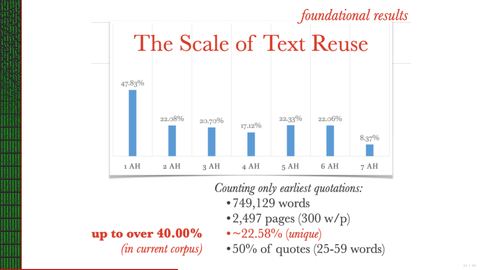 foundational results
The Scale of Text Reuse
47.83%
22.08%
20.70%
17.12%
22.33%
22.06%
8.37%
1 AH 2 AH 3 AH 4 AH 5 AH 6 AH 7 AH
Counting only earliest quotations:
•749,129 words
•2,497 pages (300 w/p)
up to over 40.00%
•~22.58% (unique)
(in current corpus)
•50% of quotes (25-59 words)